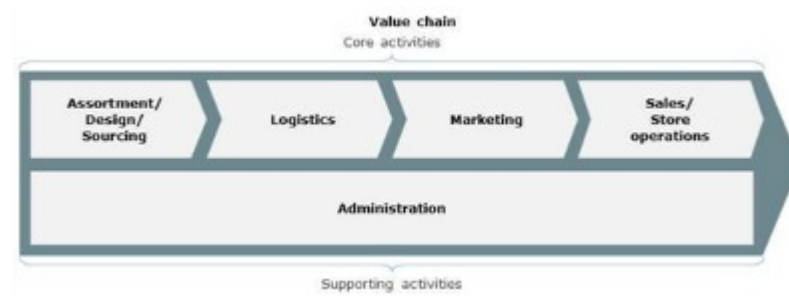 Value chain
Core activities
Assortment/
Design/
Sourcing
Logistics
Marketing
Sales/
Store
operations
Administration
Supporting activities